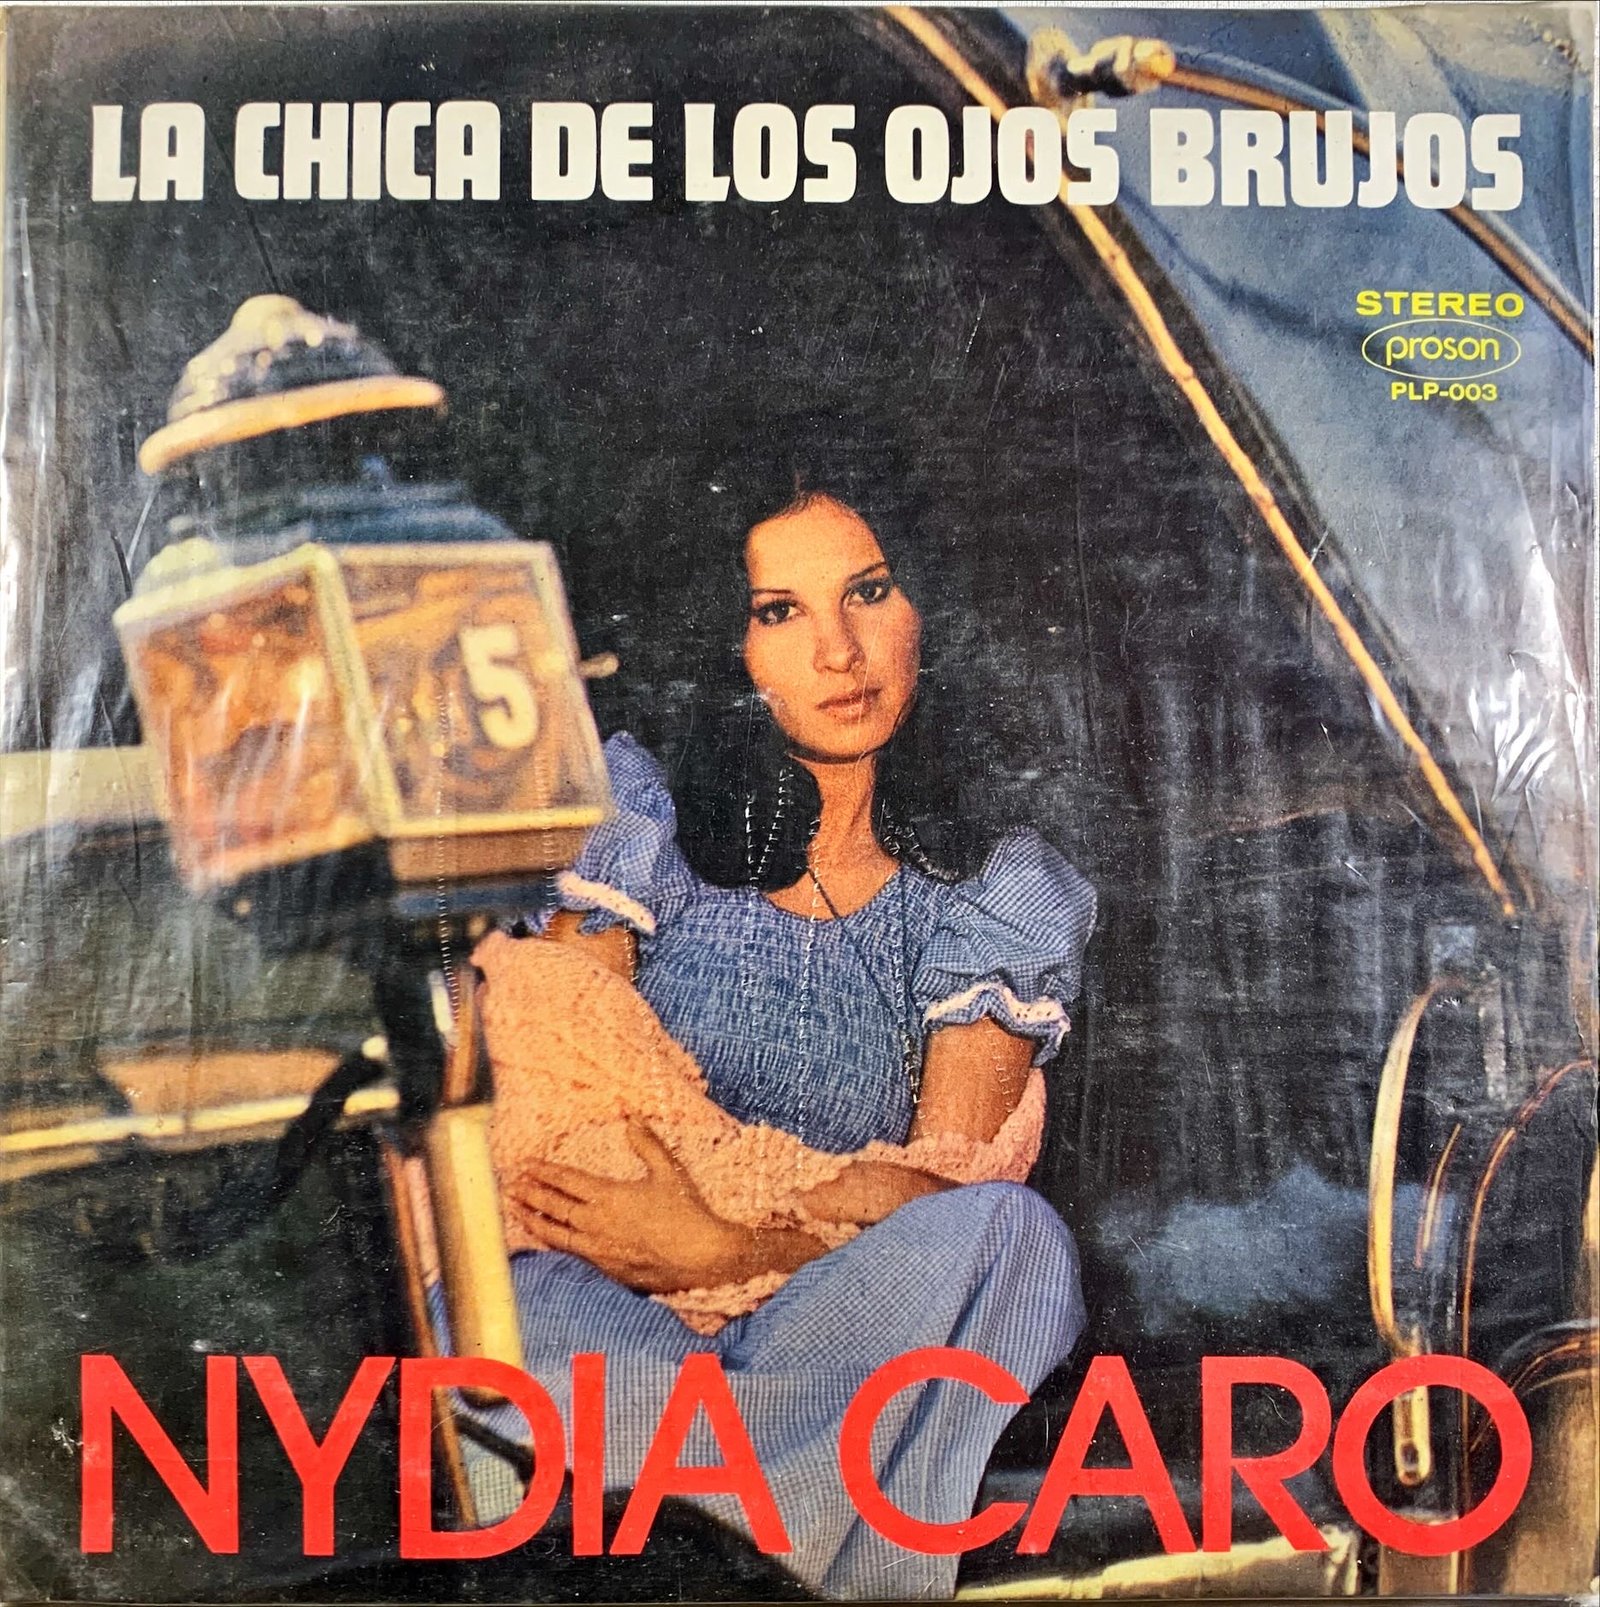 LA CHICA DE LOS OJOS BRUJOS
STEREO
proson
PLP-003
5
NYDIA CARO